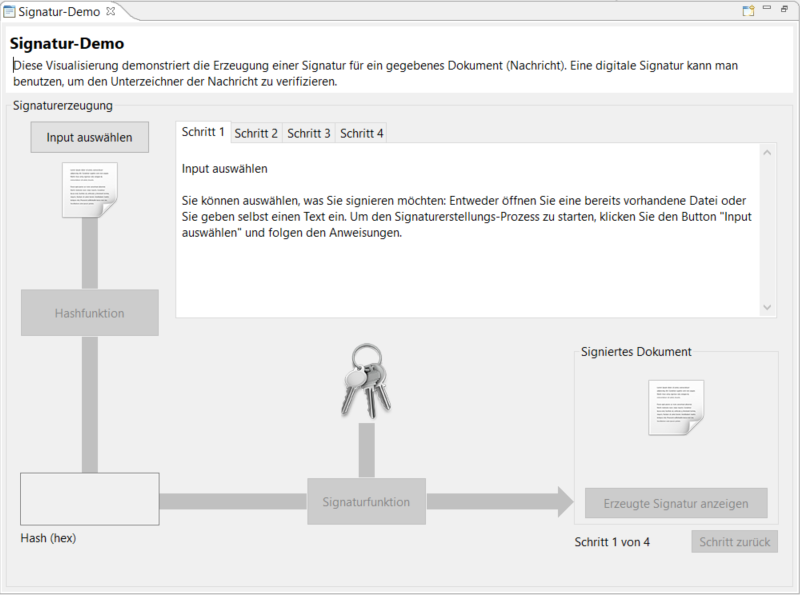 Signatur-Demo
Signatur-Demo
Diese Visualisierung demonstriert die Erzeugung einer Signatur für ein gegebenes Dokument (Nachricht). Eine digitale Signatur kann man
benutzen, um den Unterzeichner der Nachricht zu verifizieren.
Signaturerzeugung
Input auswählen
Schritt 1 Schritt 2 Schritt 3 Schritt 4
Input auswählen
Sie können auswählen, was Sie signieren möchten: Entweder öffnen Sie eine bereits vorhandene Datei oder
Sie geben selbst einen Text ein. Um den Signaturerstellungs-Prozess zu starten, klicken Sie den Button "Input
auswählen" und folgen den Anweisungen.
Hashfunktion
Signiertes Dokument
Signaturfunktion
Erzeugte Signatur anzeigen
Hash (hex)
Schritt 1 von 4
Schritt zurück